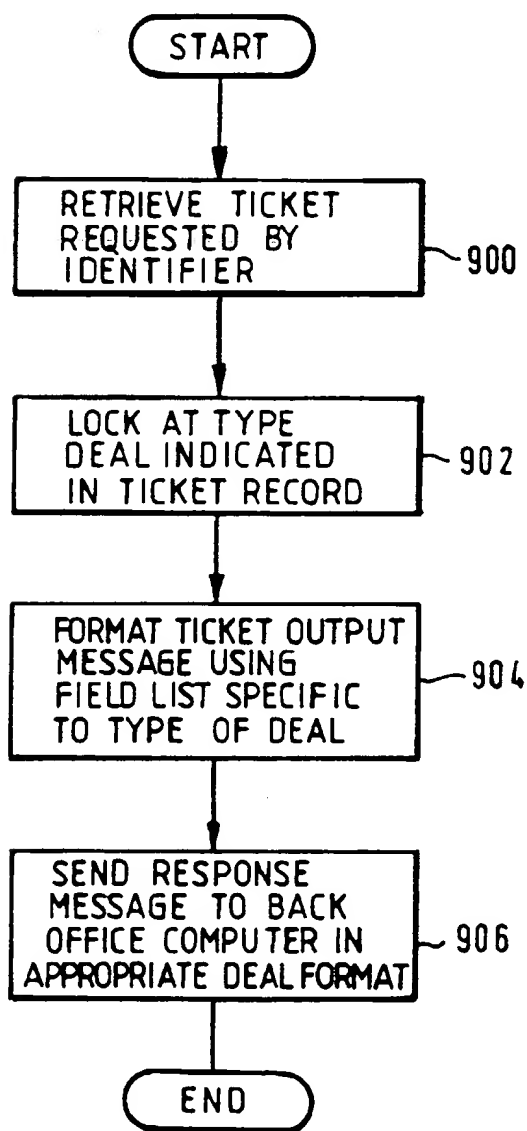 START
RETRIEVE TICKET
REQUESTED BY
IDENTIFIER
900
LOCK AT TYPE
DEAL INDICATED
IN TICKET RECORD
902
FORMAT TICKET OUTPUT
MESSAGE USING
FIELD LIST SPECIFIC
TO TYPE OF DEAL
904
SEND RESPONSE
MESSAGE TO BACK
OFFICE COMPUTER IN
APPROPRIATE DEAL FORMAT
906
END